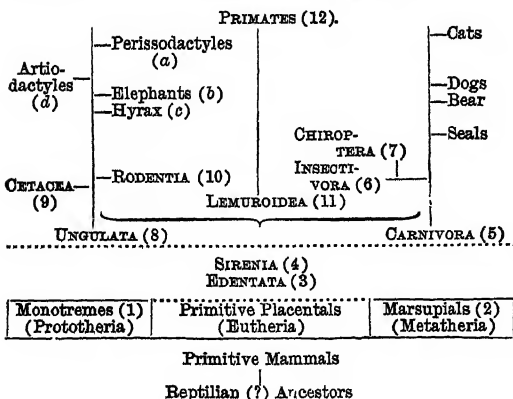 PRIMATES (12).
Perissodactyles
(a)
Cats
Artio-
dactyles
(d)
Elephants (b)
Hyrax (c)
Dogs
Bear
Seals
CHIROP-
TERA (7)
CETACEA
(9)
RODENTIA (10)
INSECTI-
VORA (6)
LEMUROIDEA (11)
UNGULATA (8)
CARNIVORA (5)
SIRENIA (4)
EDENTATA (3)
Monotremes (1)
(Prototheria)
Primitive Placentals
(Eutheria)
Marsupials (2)
(Metatheria)
Primitive Mammals
Reptilian (?) Ancestors